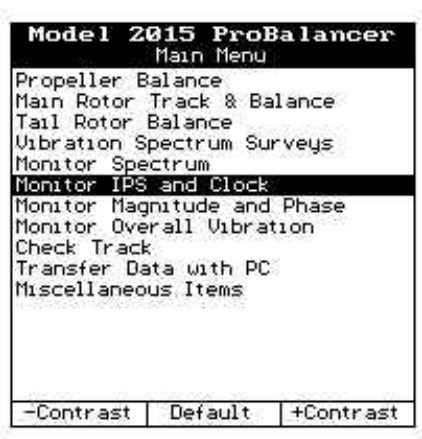 Model 2015 ProBalancer
Main Menu
Propeller Balance
Main Rotor Track & Balance
Tail Rotor Balance
Vibration Spectrum Surveys
Monitor Spectrum
Monitor IPS and Clock
Monitor Magnitude and Phase
Monitor Overall Vibration
Check Track
Transfer Data with PC
Miscellaneous Items
-Contrast Default +Contrast